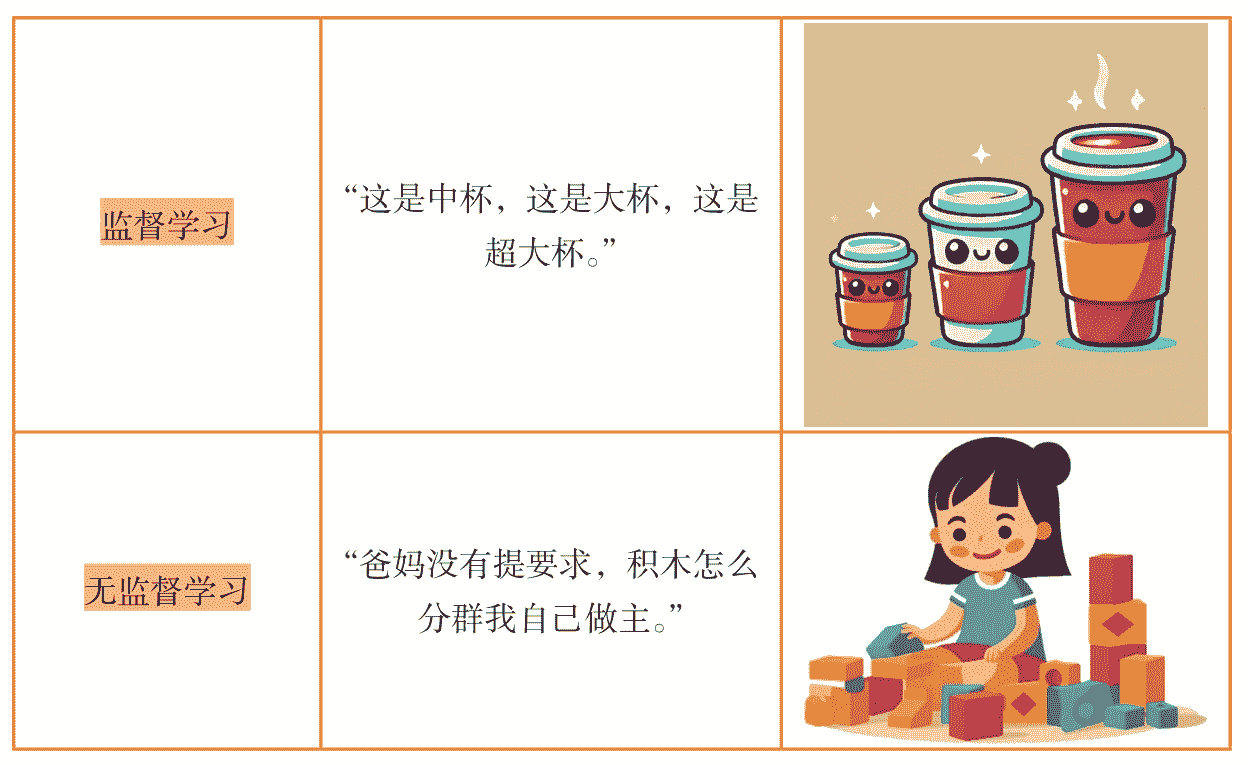 监督学习
“这是中杯，这是大杯，这是
超大杯。”
无监督学习
“爸妈没有提要求，积木怎么
分群我自己做主。”